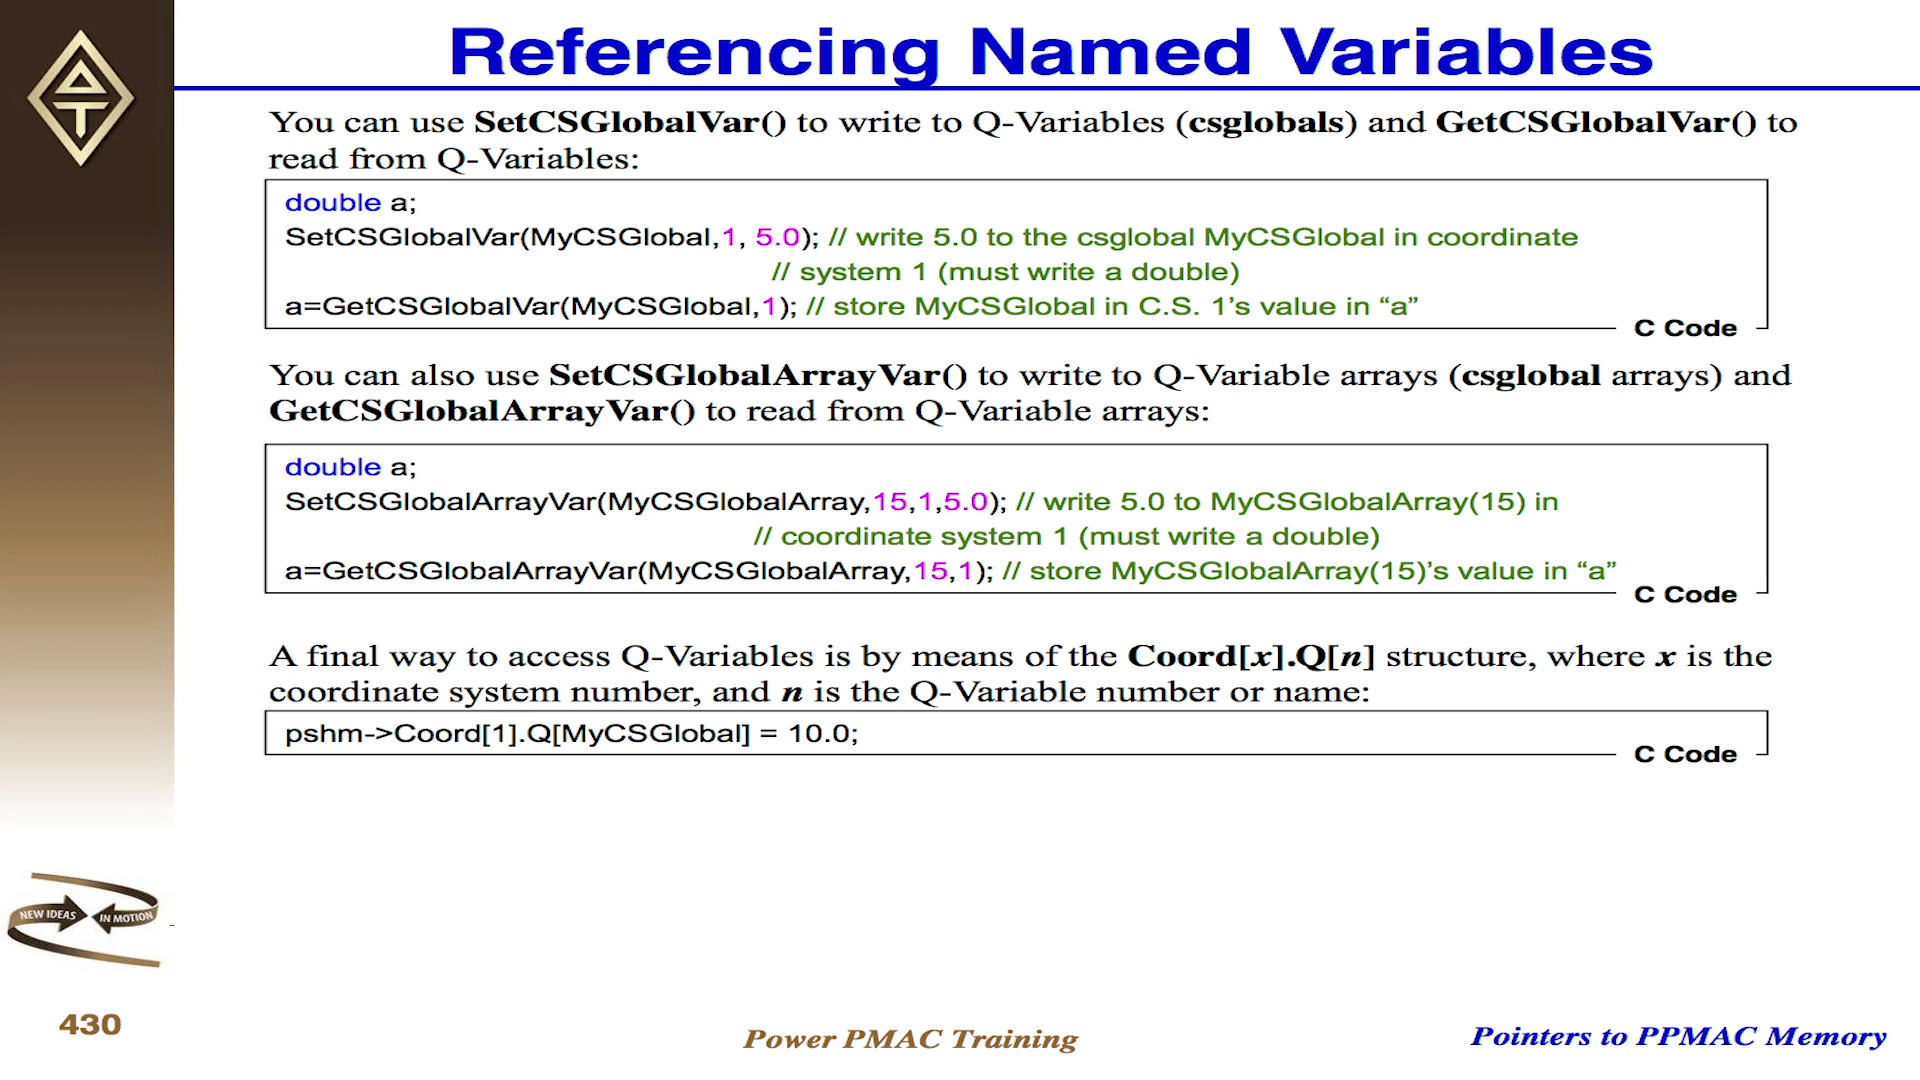 Referencing Named Variables
You can use SetCSGlobalVar() to write to Q-Variables (csglobals) and GetCSGlobalVar() to
read from Q-Variables:
double a;
SetCSGlobalVar(MyCSGlobal,1, 5.0); // write 5.0 to the csglobal MyCSGlobal in coordinate
// system 1 (must write a double)
a=GetCSGlobalVar(MyCSGlobal,1); // store MyCSGlobal in C.S. 1’s value in “a”
C Code
You can also use SetCSGlobalArrayVar() to write to Q-Variable arrays (csglobal arrays) and
GetCSGlobalArrayVar() to read from Q-Variable arrays:
double a;
SetCSGlobalArrayVar(MyCSGlobalArray,15,1,5.0); // write 5.0 to MyCSGlobalArray(15) in
// coordinate system 1 (must write a double)
a=GetCSGlobalArrayVar(MyCSGlobalArray,15,1); // store MyCSGlobalArray(15)’s value in “a”
C Code
A final way to access Q-Variables is by means of the Coord[x].Q[n] structure, where x is the
coordinate system number, and n is the Q-Variable number or name:
pshm->Coord[1].Q[MyCSGlobal] = 10.0;
C Code
NEW IDEAS IN MOTION
430
Power PMAC Training
Pointers to PPMAC Memory